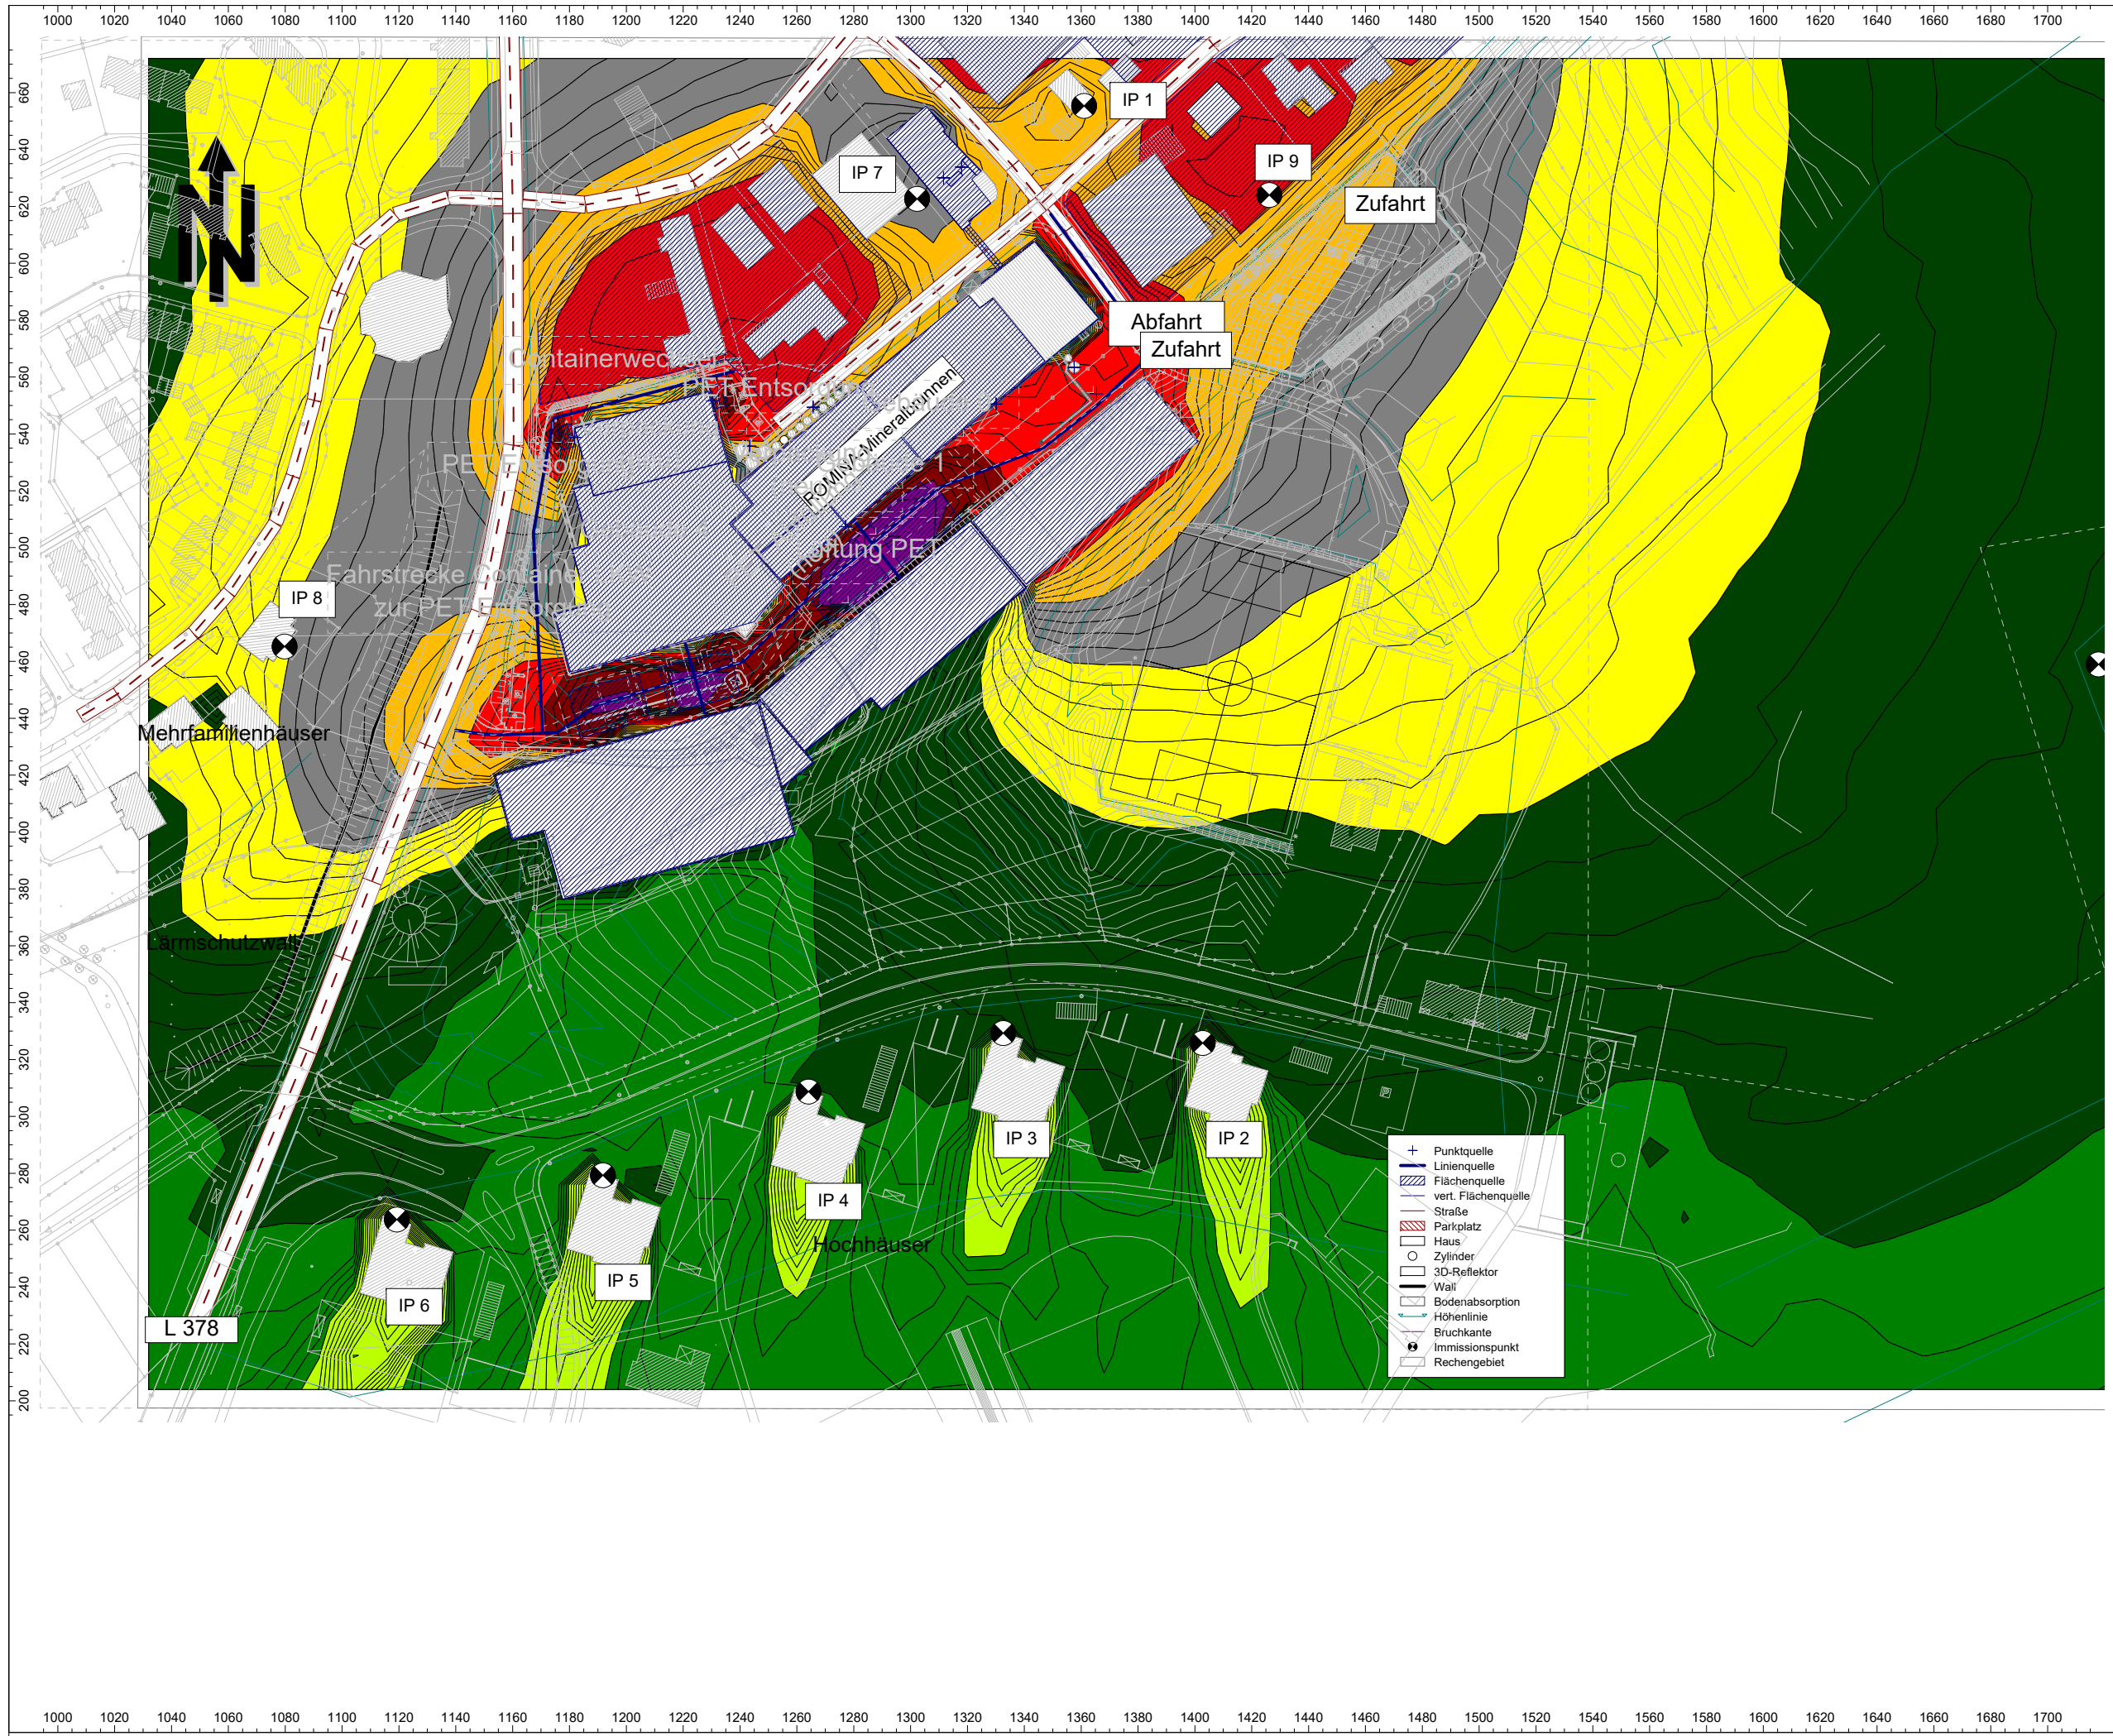 1000 1020 1040 1060 1080 1100 1120 1140 1160 1180 1200 1220 1240 1260 1280 1300 1320 1340 1360 1380 1400 1420 1440 1460 1480 1500 1520 1540 1560 1580 1600 1620 1640 1660 1680 1700
660
640
620
600
580
560
540
520
500
480
460
440
420
400
380
360
340
320
300
280
260
240
220
200
N
IP 1
IP 7
IP 9
Zufahrt
Abfahrt
Zufahrt
Containerwechsel
PET Entsorgung
ROMINA-Mineralbrunnen
Fahrstrecke Container
zur PET Entsorgung
IP 8
Mehrfamilienhäuser
Lärmschutzwall
IP 3
IP 2
IP 4
Hochhäuser
IP 5
IP 6
L 378
Punktquelle
Linienquelle
Flächenquelle
vert. Flächenquelle
Straße
Parkplatz
Haus
Zylinder
3D-Reflektor
Wall
Bodenabsorption
Höhenlinie
Bruchkante
Immissionspunkt
Rechengebiet
1000 1020 1040 1060 1080 1100 1120 1140 1160 1180 1200 1220 1240 1260 1280 1300 1320 1340 1360 1380 1400 1420 1440 1460 1480 1500 1520 1540 1560 1580 1600 1620 1640 1660 1680 1700